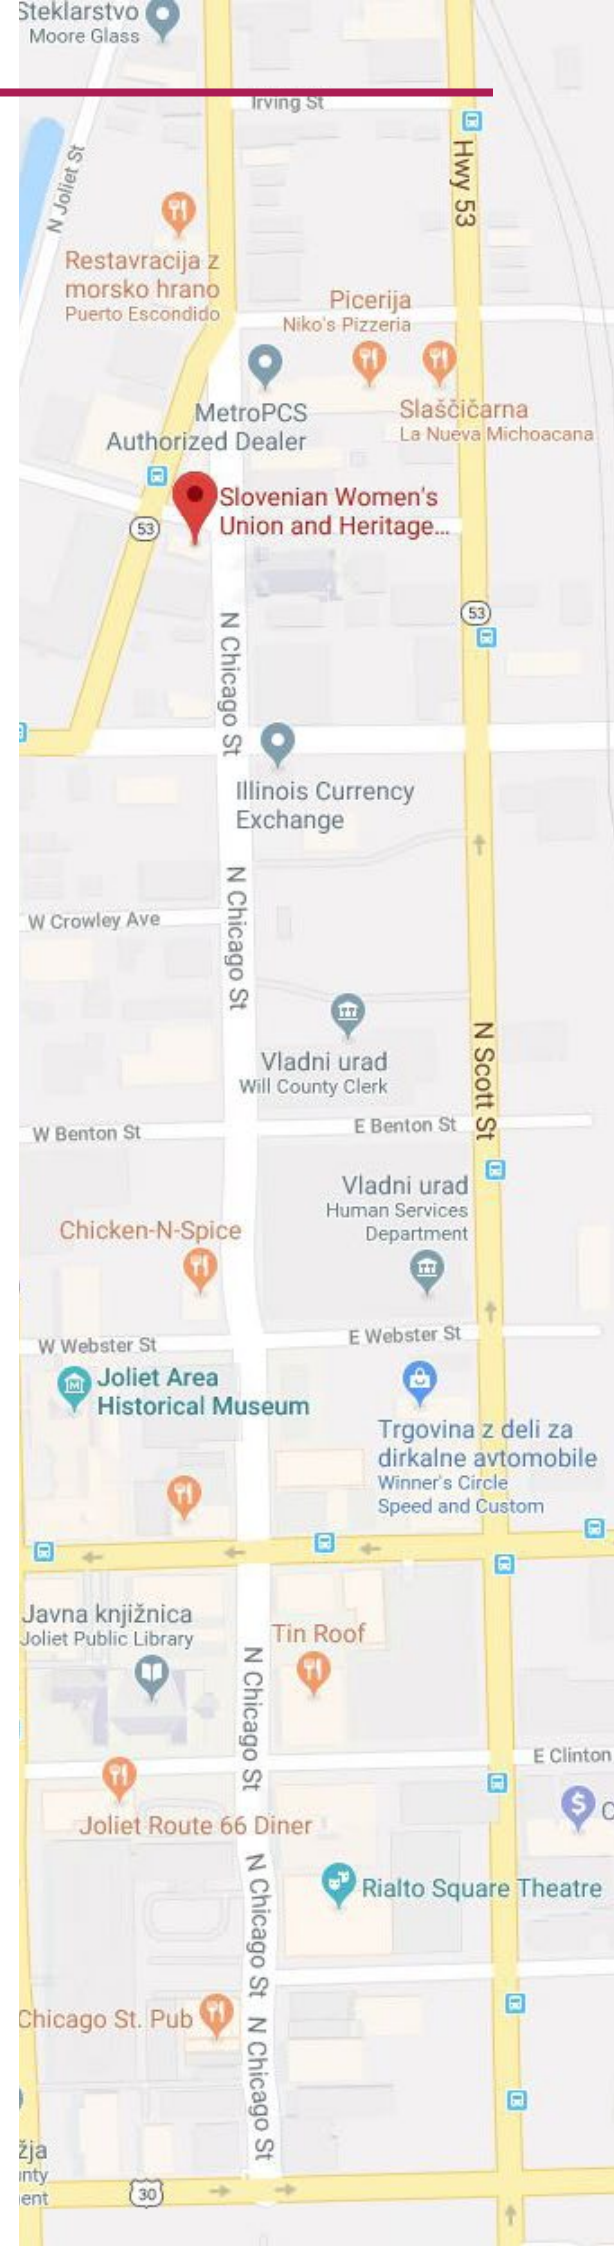 Steklarstvo
Moore Glass
Irving St
N Joliet St
Hwy 53
Restavracija z
morsko hrano
Puerto Escondido
Picerija
Niko's Pizzeria
MetroPCS
Authorized Dealer
Slaščičarna
La Nueva Michoacana
Slovenian Women's
Union and Heritage...
53
53
N Chicago St
Illinois Currency
Exchange
N Chicago St
W Crowley Ave
Vladni urad
Will County Clerk
N Scott St
W Benton St
E Benton St
Vladni urad
Human Services
Department
Chicken-N-Spice
W Webster St
E Webster St
Joliet Area
Historical Museum
Trgovina z deli za
dirkalne avtomobile
Winner's Circle
Speed and Custom
Javna knjižnica
Joliet Public Library
Tin Roof
N Chicago St
E Clinton
Joliet Route 66 Diner
N Chicago St
Rialto Square Theatre
Chicago St. Pub
N Chicago St
30